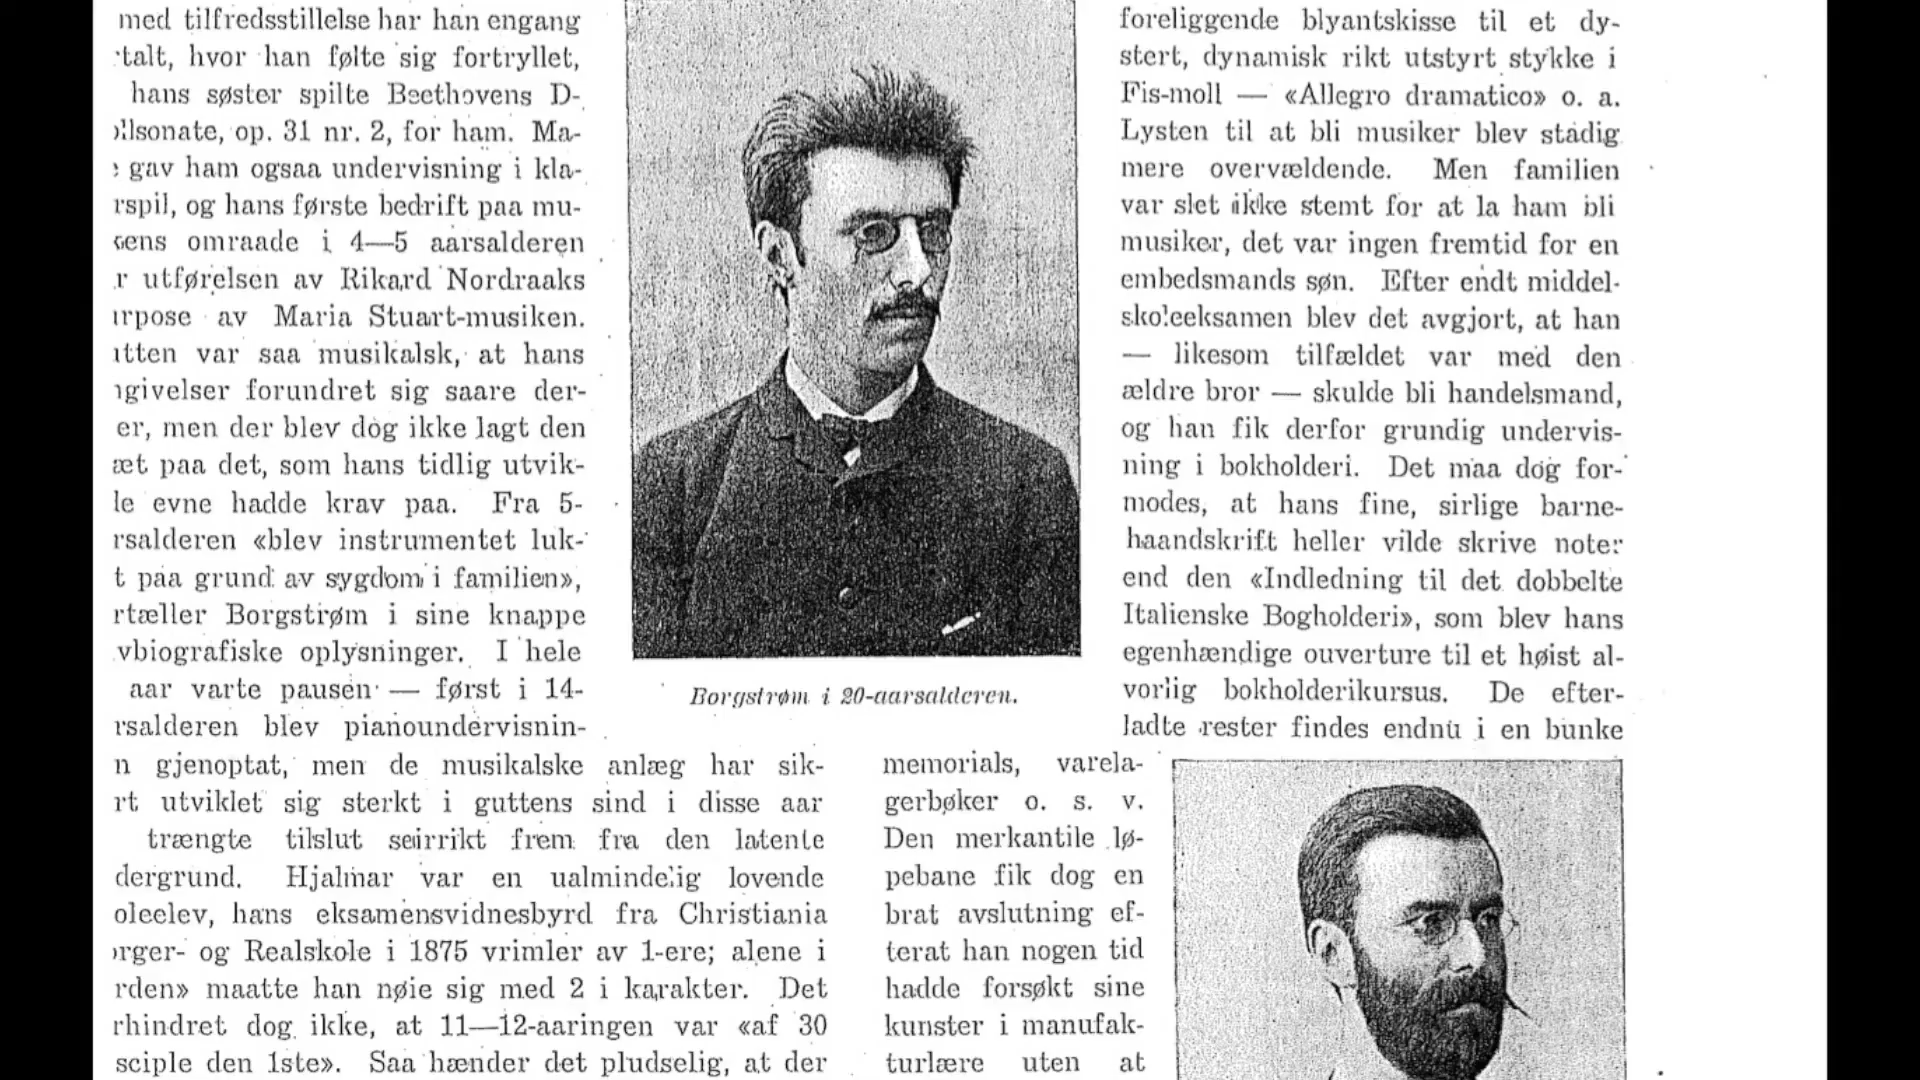 med tilfredsstillelse har han engang
talt, hvor han følte sig fortryllet,
hans søster spilte Beethovens D-
llsonate, op. 31 nr. 2, for ham. Ma-
gav ham ogsaa undervisning i kla-
rspil, og hans første bedrift paa mu-
kens omraade i 4—5 aarsalderen
r utførelsen av Rikard Nordraaks
urpose av Maria Stuart-musiken.
itten var saa musikalsk, at hans
ngivelser forundret sig saare der-
er, men der blev dog ikke lagt den
æt paa det, som hans tidlig utvik-
le evne hadde krav paa. Fra 5-
rsalderen «blev instrumentet luk-
t paa grund av sygdom i familien»,
rtæller Borgstrøm i sine knappe
vbiografiske oplysninger. I hele
aar varte pausen — først i 14-
rsalderen blev pianoundervisnin-
n gjenoptat, men de musikalske anlæg har sik-
rt utviklet sig sterkt i guttens sind i disse aar
trængte tilslut seirrikt frem fra den latente
dergrund. Hjalmar var en ualmindelig lovende
oleelev, hans eksamensvidnesbyrd fra Christiania
orger- og Realskole i 1875 vrimler av 1-ere; alene i
rden» maatte han nøie sig med 2 i karakter. Det
rhindret dog ikke, at 11—12-aaringen var «af 30
sciple den 1ste». Saa hænder det pludselig, at der
Borgstrøm i 20-aarsalderen.
foreliggende blyantskisse til et dy-
stert, dynamisk rikt utstyrt stykke i
Fis-moll — «Allegro dramatico» o. a.
Lysten til at bli musiker blev stadig
mere overvældende. Men familien
var slet ikke stemt for at la ham bli
musiker, det var ingen fremtid for en
embedsmands søn. Efter endt middel-
skoleeksamen blev det avgjort, at han
— likesom tilfældet var med den
ældre bror — skulde bli handelsmand,
og han fik derfor grundig undervis-
ning i bokholderi. Det maa dog for-
modes, at hans fine, sirlige barne-
haandskrift heller vilde skrive noter
end den «Indledning til det dobbelte
Italienske Bogholderi», som blev hans
egenhændige ouverture til et høist al-
vorlig bokholderikursus. De efter-
ladte rester findes endnu i en bunke
memorials, varela-
gerbøker o. s. v.
Den merkantile lø-
pebane fik dog en
brat avslutning ef-
terat han nogen tid
hadde forsøkt sine
kunster i manufak-
turlære uten at